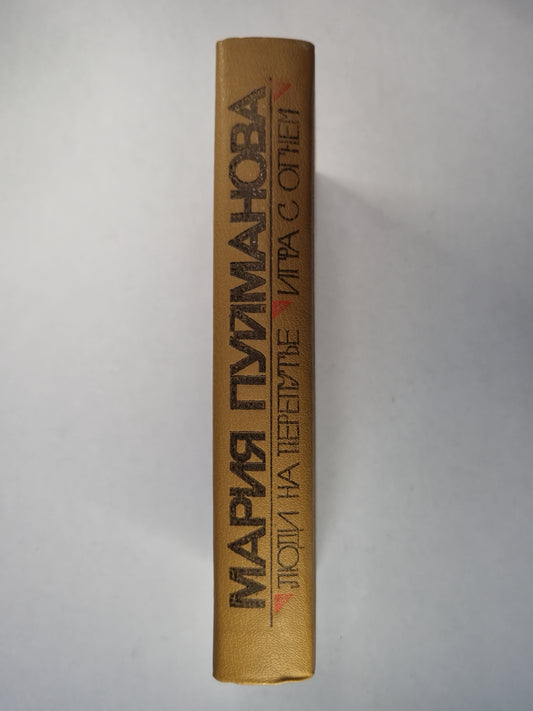 МАРИЯ ПУЙМАНОВА
ЛЮДИ НА ПЕРЕПУТЬЕ ИГРА С ОГНЕМ